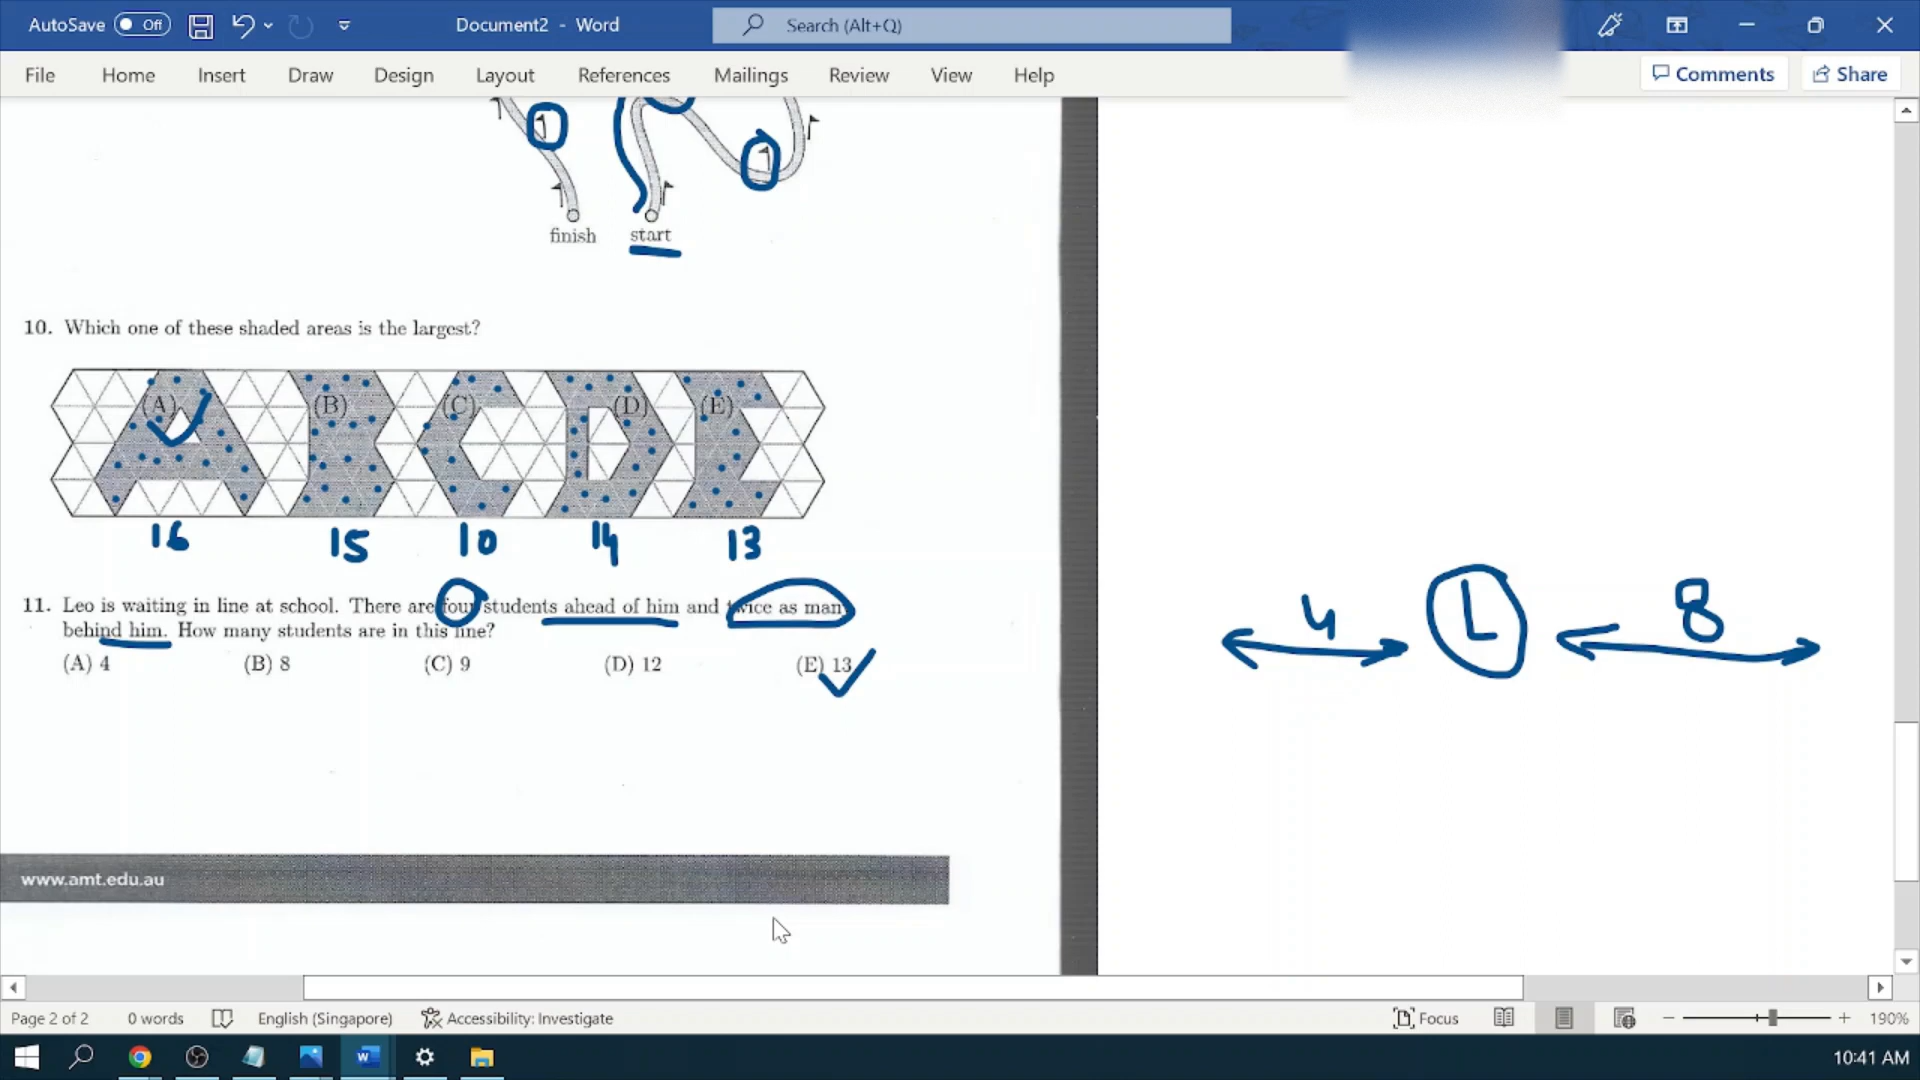 AutoSave Off Document2 - Word Search (Alt+Q)
File Home Insert Draw Design Layout References Mailings Review View Help Comments Share
finish start
10. Which one of these shaded areas is the largest?
(A) (B) (C) (D) (E)
16 15 10 14 13
11. Leo is waiting in line at school. There are four students ahead of him and twice as many
behind him. How many students are in this line?
(A) 4 (B) 8 (C) 9 (D) 12 (E) 13
4 L 8
www.amt.edu.au
Page 2 of 2 0 words English (Singapore) Accessibility: Investigate Focus 190%
10:41 AM